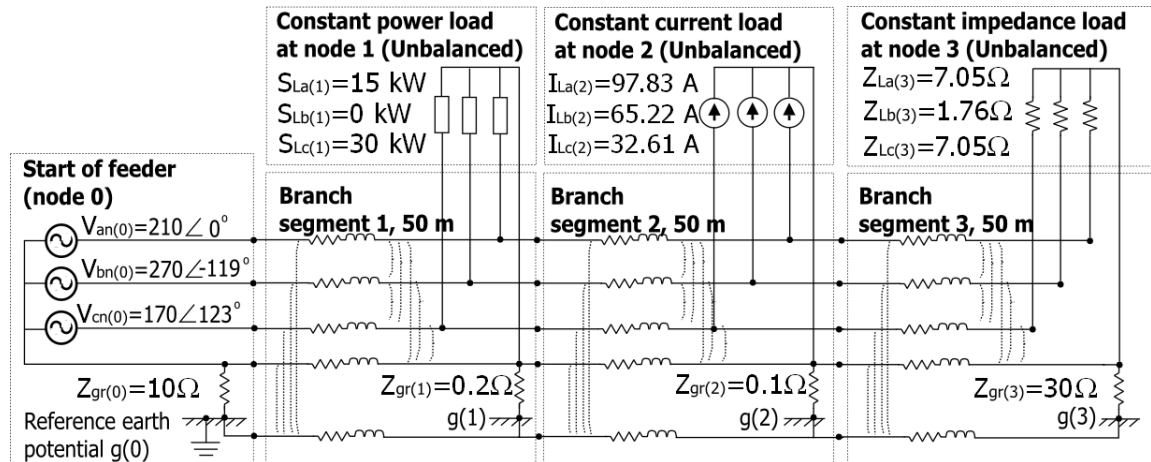 Constant power load
at node 1 (Unbalanced)
SLa(1)=15 kW
SLb(1)=0 kW
SLc(1)=30 kW
Constant current load
at node 2 (Unbalanced)
ILa(2)=97.83 A
ILb(2)=65.22 A
ILc(2)=32.61 A
Constant impedance load
at node 3 (Unbalanced)
ZLa(3)=7.05Ω
ZLb(3)=1.76Ω
ZLc(3)=7.05Ω
Start of feeder
(node 0)
Van(0)=210∠0°
Vbn(0)=270∠-119°
Vcn(0)=170∠123°
Zgr(0)=10Ω
Reference earth
potential g(0)
Branch
segment 1, 50 m
Zgr(1)=0.2Ω
g(1)
Branch
segment 2, 50 m
Zgr(2)=0.1Ω
g(2)
Branch
segment 3, 50 m
Zgr(3)=30Ω
g(3)